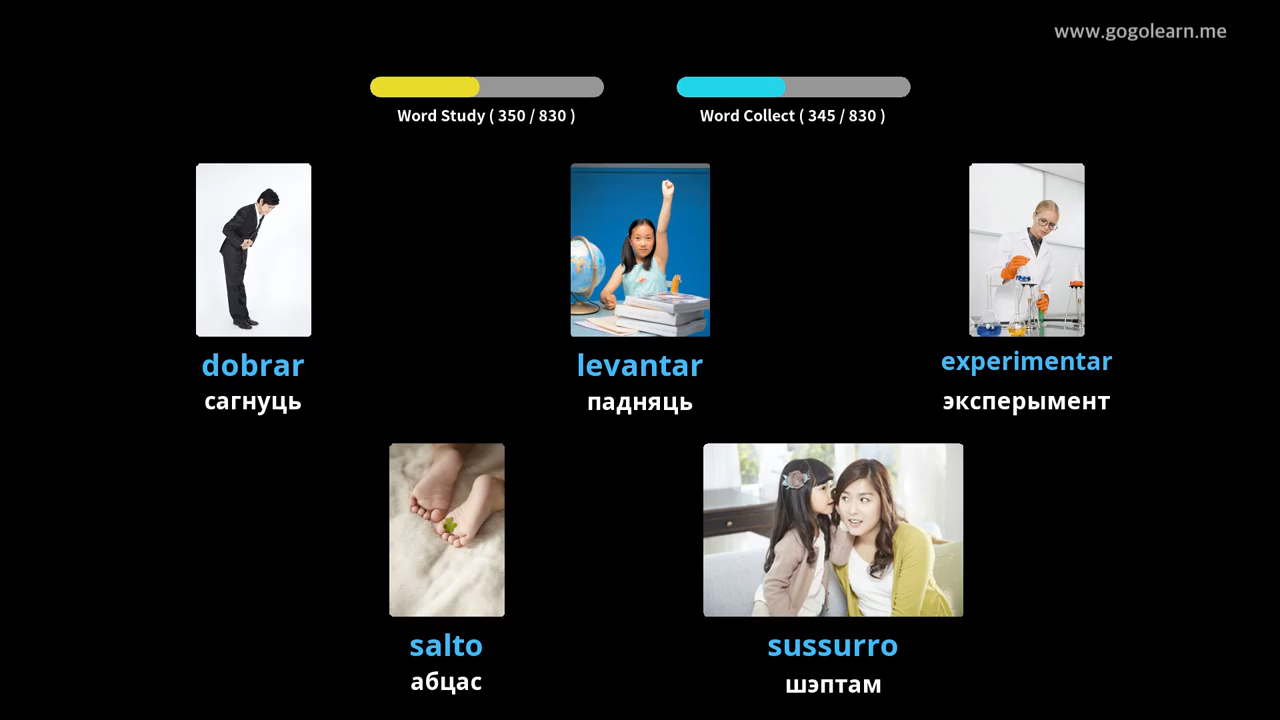 www.gogolearn.me
Word Study ( 350 / 830 )
Word Collect ( 345 / 830 )
dobrar
сагнуць
levantar
падняць
experimentar
эксперымент
salto
абцас
sussurro
шэптам